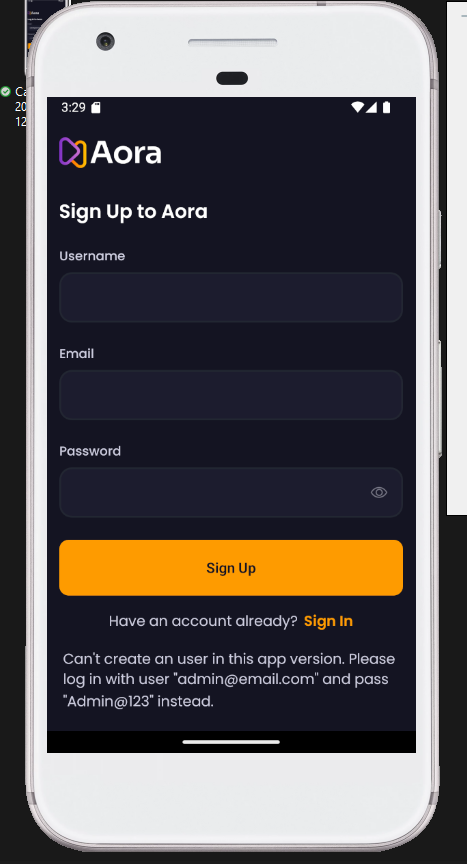 Ca
20
12
3:29
Aora
Sign Up to Aora
Username
Email
Password
Sign Up
Have an account already? Sign In
Can't create an user in this app version. Please
log in with user "admin@email.com" and pass
"Admin@123" instead.